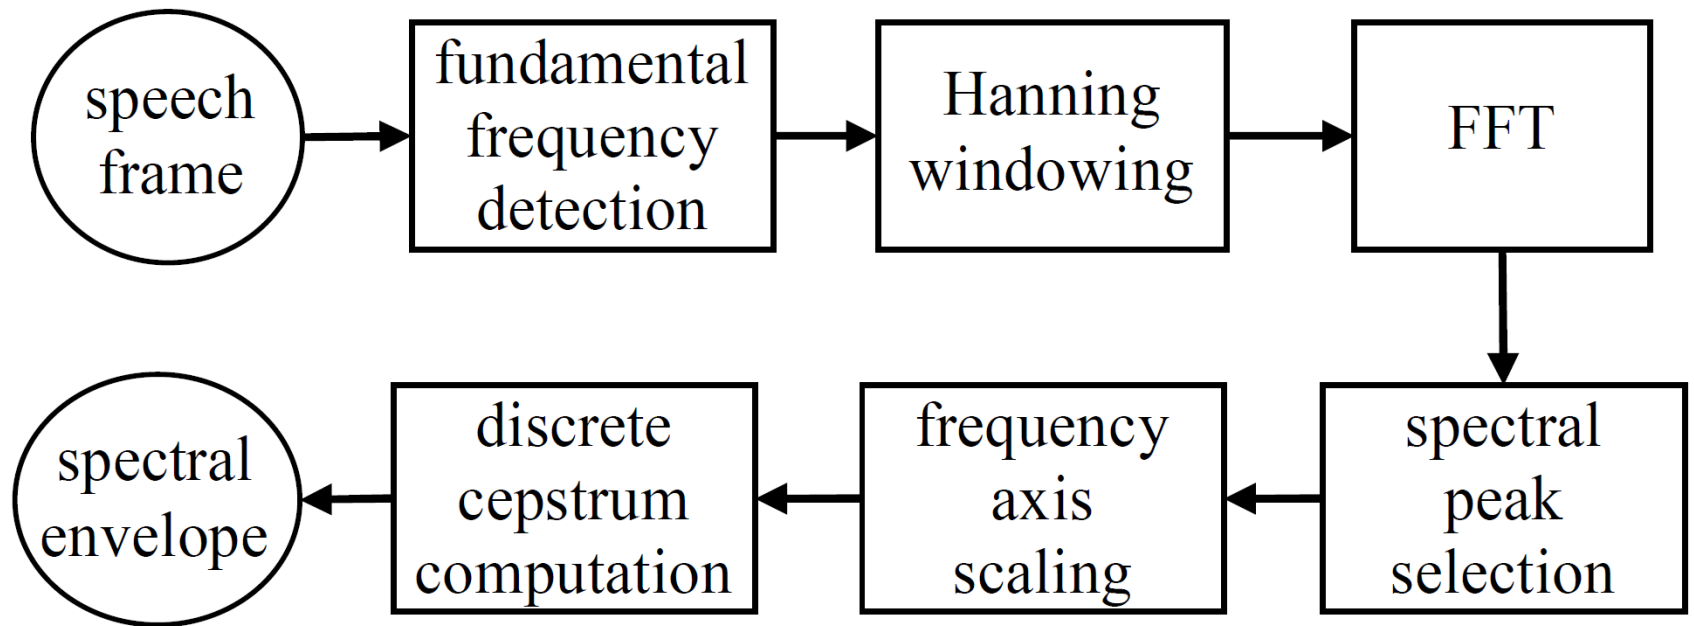 speech
frame
fundamental
frequency
detection
Hanning
windowing
FFT
spectral
peak
selection
frequency
axis
scaling
discrete
cepstrum
computation
spectral
envelope